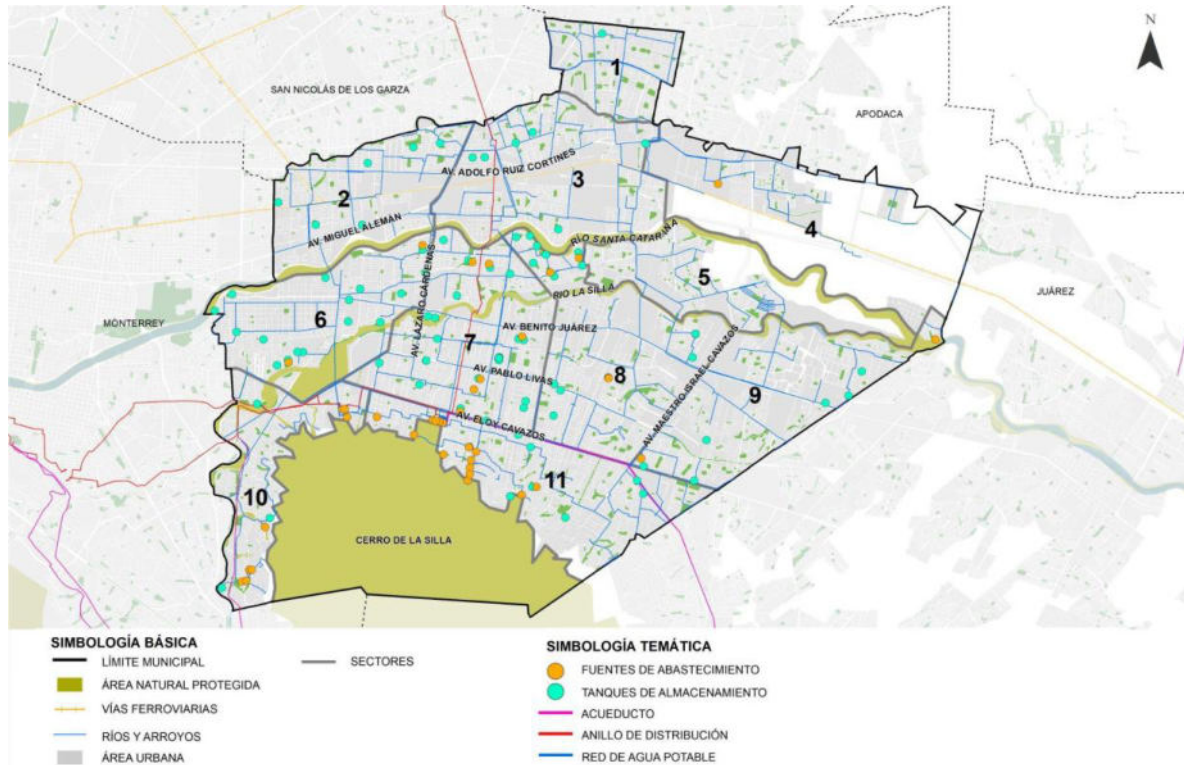 N
1
SAN NICOLÁS DE LOS GARZA
APODACA
AV. ADOLFO RUIZ CORTINES
3
2
AV. MIGUEL ALEMÁN
4
RÍO SANTA CATARINA
5
JUÁREZ
AV. LÁZARO CÁRDENAS
RIO LA SILLA
MONTERREY
6
7
AV. BENITO JUÁREZ
AV. PABLO LIVAS
8
AV. MAESTRO ISRAEL CAVAZOS
9
AV. ELOY CAVAZOS
10
11
CERRO DE LA SILLA
SIMBOLOGÍA BÁSICA
LÍMITE MUNICIPAL
SECTORES
ÁREA NATURAL PROTEGIDA
VÍAS FERROVIARIAS
RÍOS Y ARROYOS
ÁREA URBANA
SIMBOLOGÍA TEMÁTICA
FUENTES DE ABASTECIMIENTO
TANQUES DE ALMACENAMIENTO
ACUEDUCTO
ANILLO DE DISTRIBUCIÓN
RED DE AGUA POTABLE